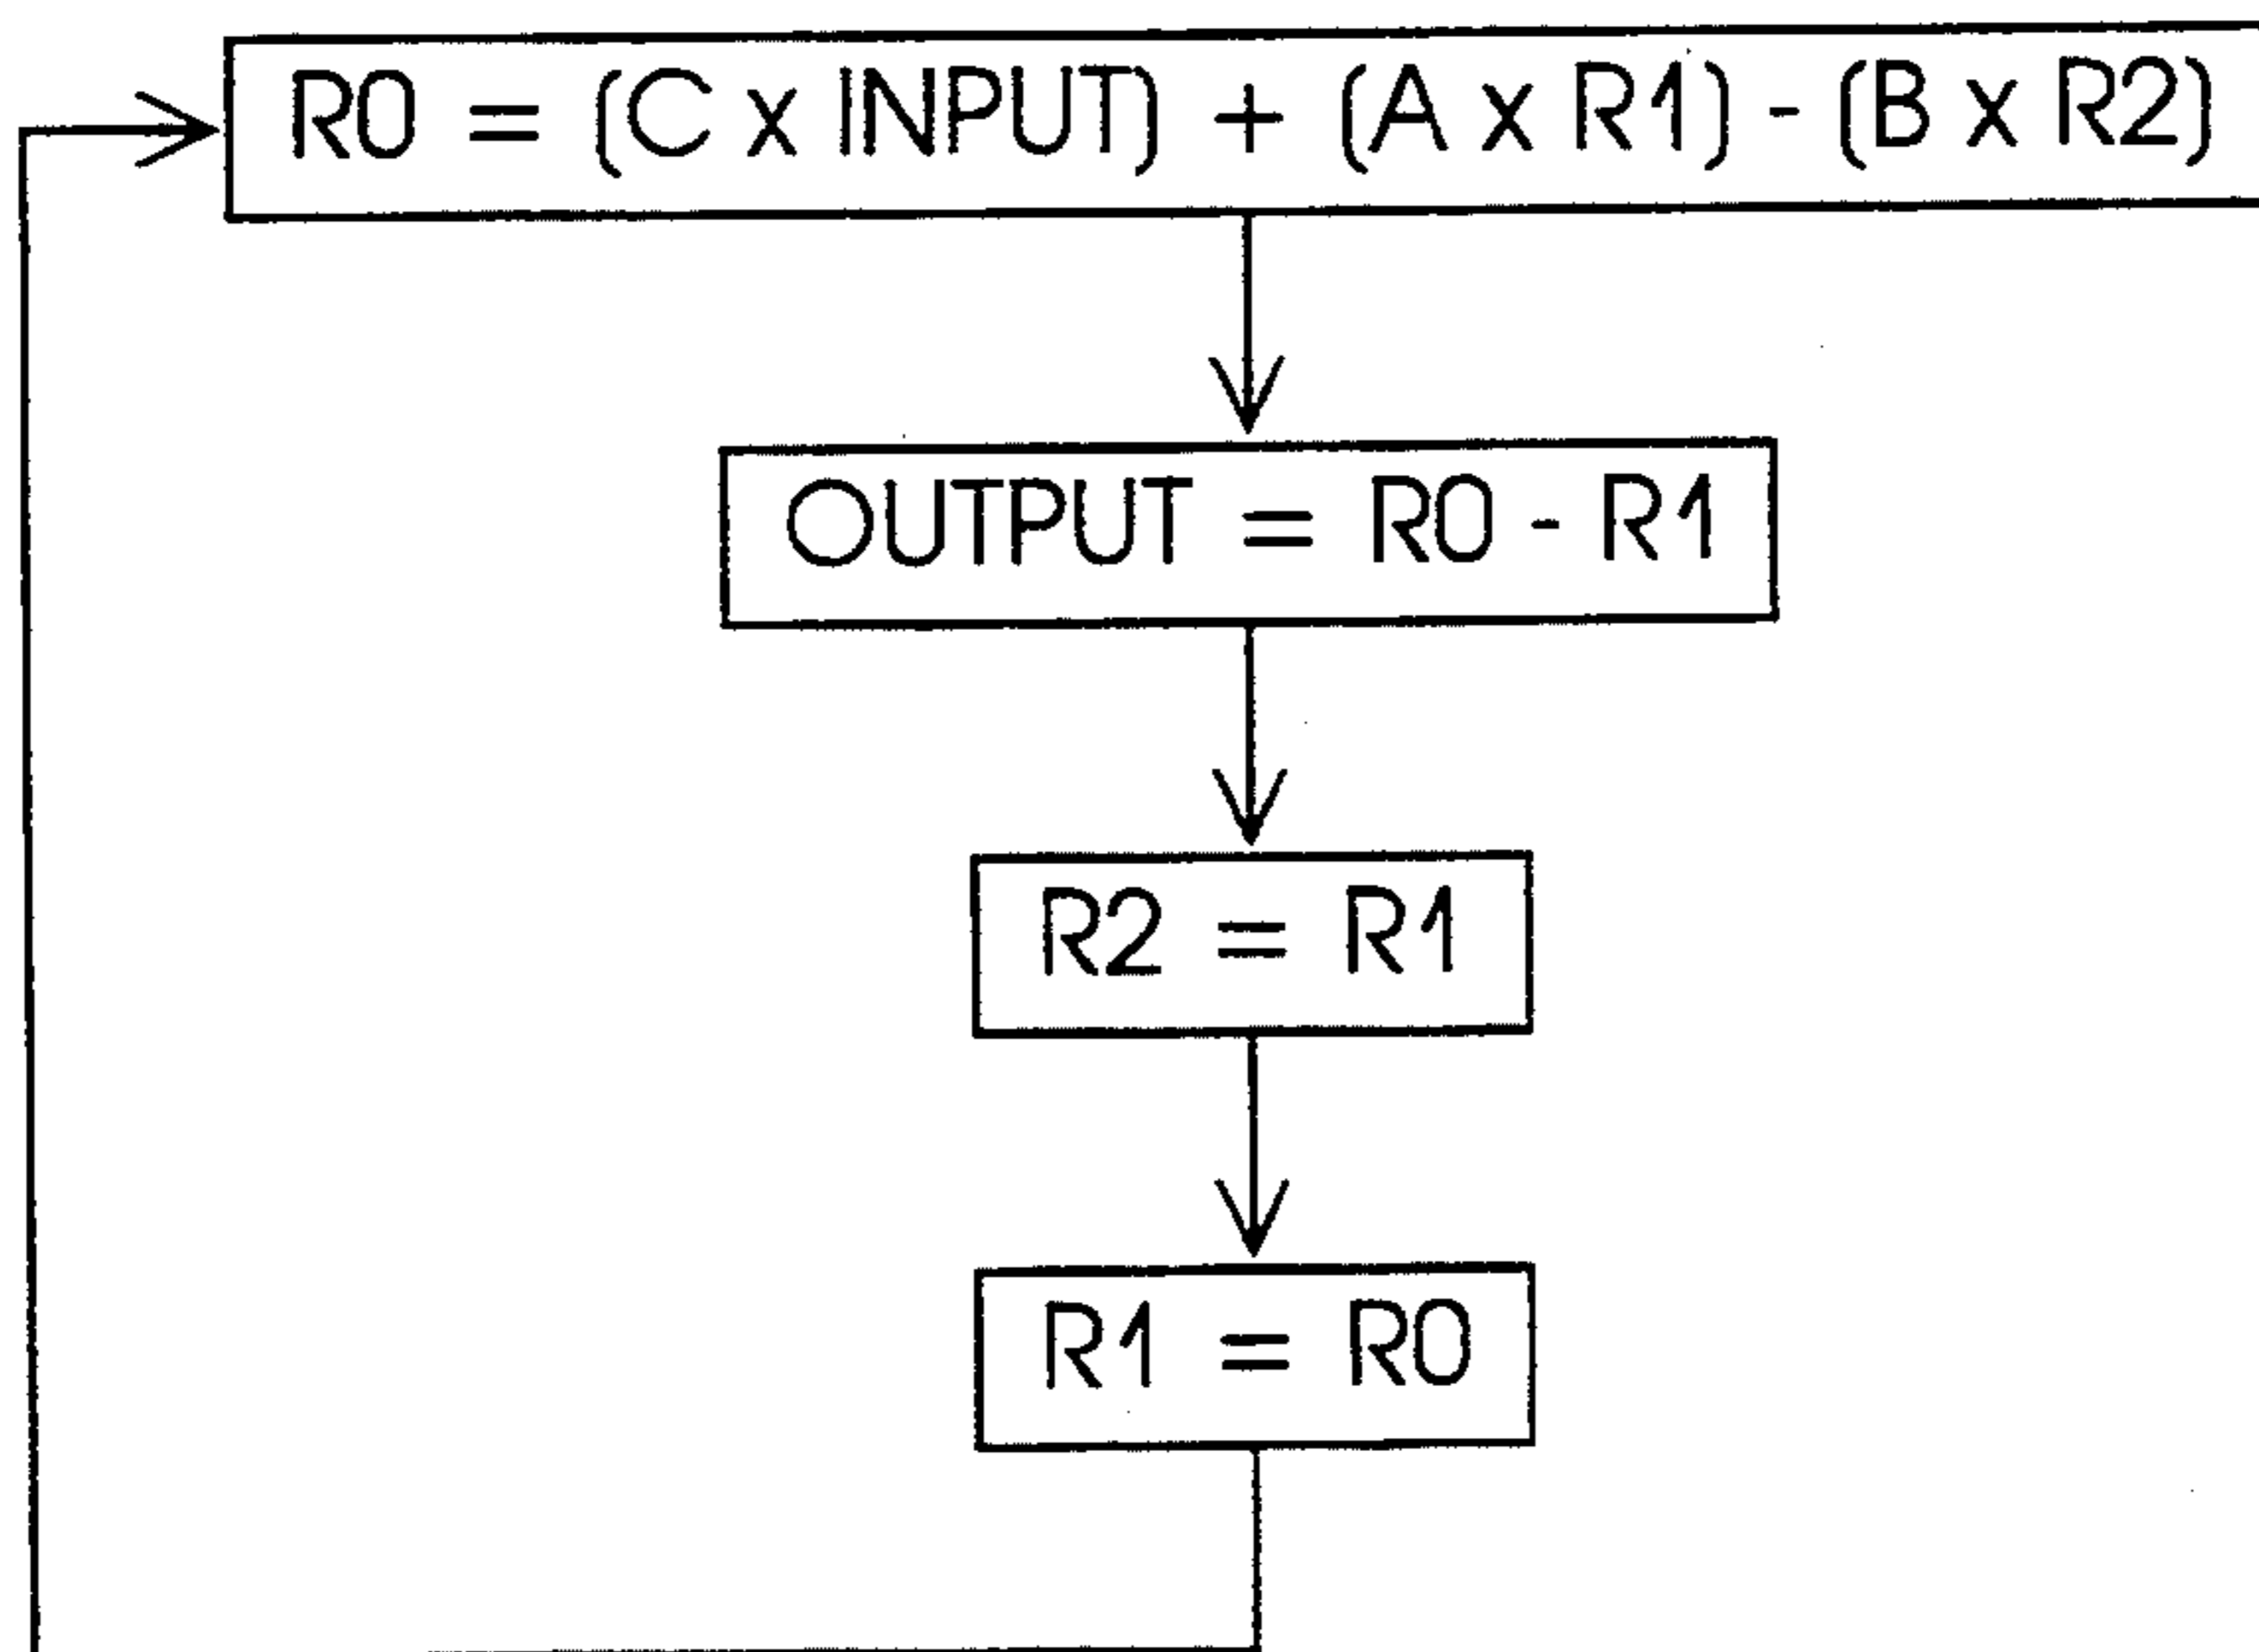 R0 = (C x INPUT) + (A x R1) - (B x R2)
OUTPUT = R0 - R1
R2 = R1
R1 = R0